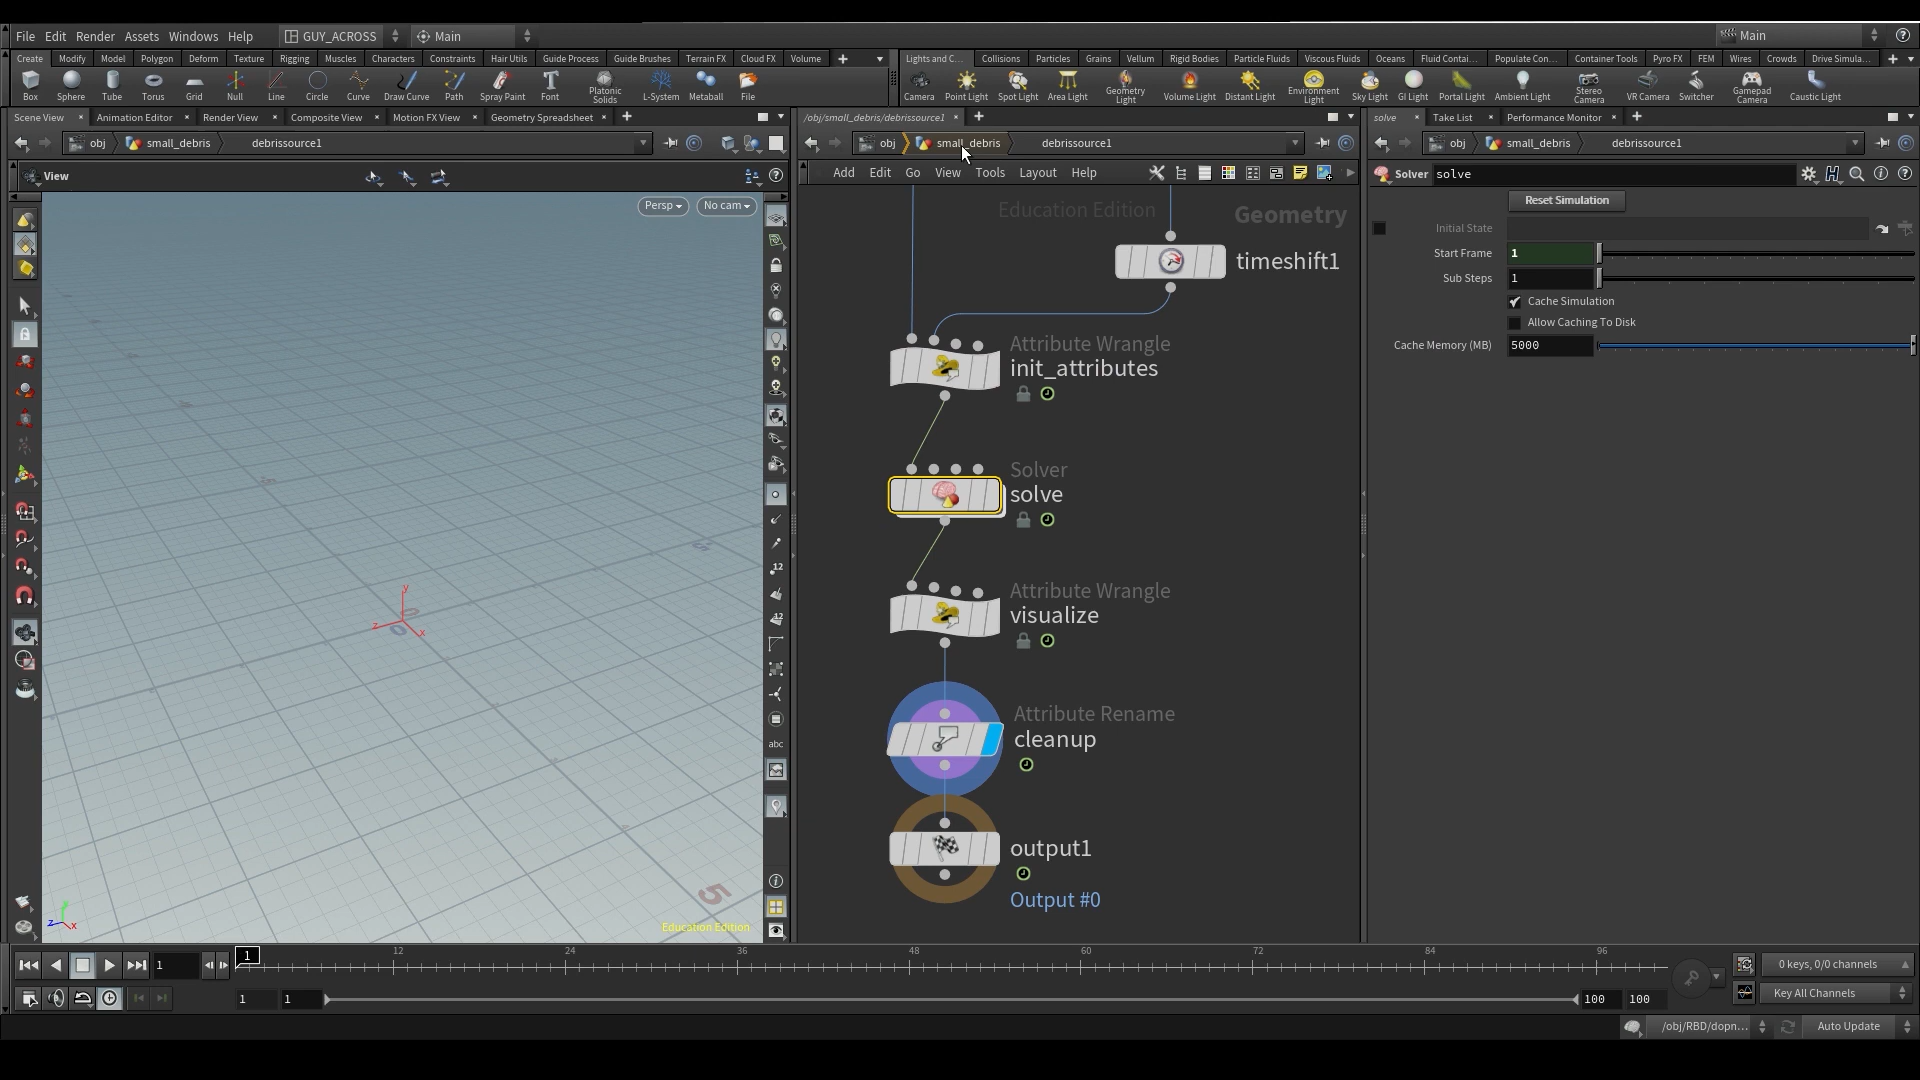 File Edit Render Assets Windows Help GUY_ACROSS Main Main
Create Modify Model Polygon Deform Texture Rigging Muscles Characters Constraints Hair Utils Guide Process Guide Brushes Terrain FX Cloud FX Volume
Lights and C... Collisions Particles Grains Vellum Rigid Bodies Particle Fluids Viscous Fluids Oceans Fluid Contai... Populate Con... Container Tools Pyro FX FEM Wires Crowds Drive Simula...
Box Sphere Tube Torus Grid Null Line Circle Curve Draw Curve Path Spray Paint Font Platonic Solids L-System Metaball File
Camera Point Light Spot Light Area Light Geometry Light Volume Light Distant Light Environment Light Sky Light GI Light Portal Light Ambient Light Stereo Camera VR Camera Switcher Gamepad Camera Caustic Light
Scene View Animation Editor Render View Composite View Motion FX View Geometry Spreadsheet
/obj/small_debris/debrissource1
solve Take List Performance Monitor
obj small_debris debrissource1
obj small_debris debrissource1
obj small_debris debrissource1
View
Add Edit Go View Tools Layout Help
Solver solve
Persp No cam
Reset Simulation
Education Edition Geometry
Initial State
Start Frame 1
timeshift1
Sub Steps 1
Cache Simulation
Allow Caching To Disk
Cache Memory (MB) 5000
Attribute Wrangle
init_attributes
Solver
solve
Attribute Wrangle
visualize
Attribute Rename
cleanup
output1
Output #0
y
z x
0
5
5
12
12
abc
y
z x
Education Edition
1 1 12 24 36 48 60 72 84 96
0 keys, 0/0 channels
1 1 100 100
Key All Channels
/obj/RBD/dopn... Auto Update